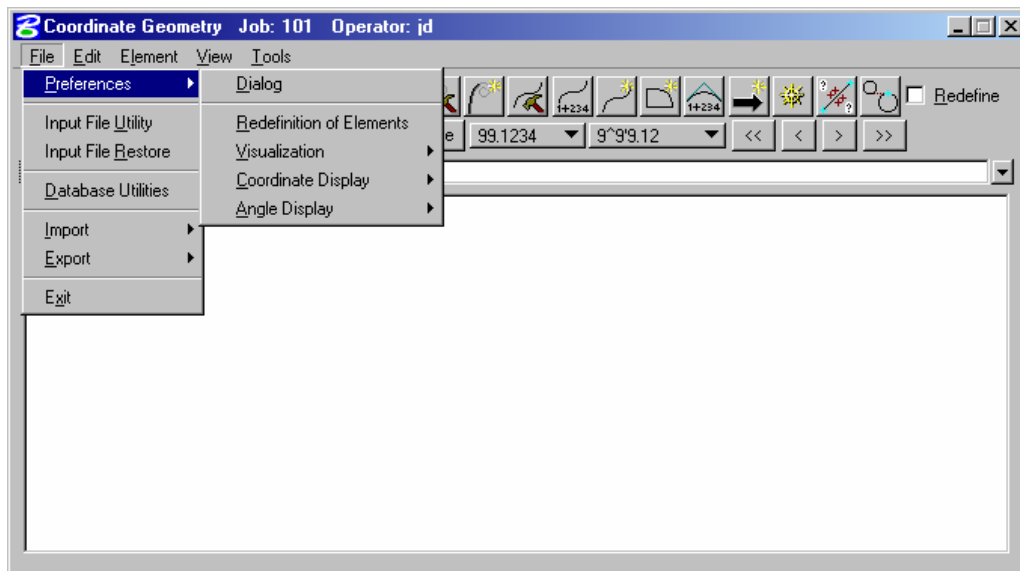 Coordinate Geometry Job: 101 Operator: jd
File Edit Element View Tools
Preferences
Input File Utility
Input File Restore
Database Utilities
Import
Export
Exit
Dialog
Redefinition of Elements
Visualization
Coordinate Display
Angle Display
1+234
1+234
Redefine
e 99.1234 9^9'9.12 << < > >>